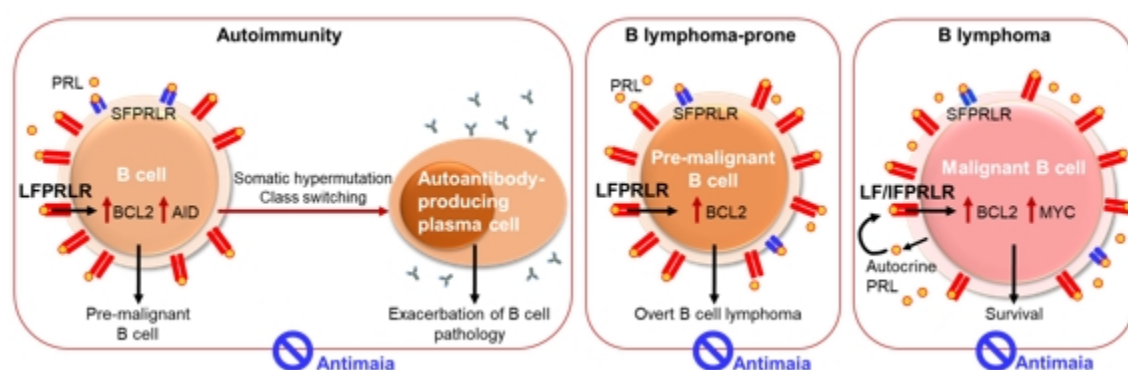 Autoimmunity
PRL
SFPRLR
B cell
LFPRLR
BCL2 AID
Pre-malignant
B cell
Somatic hypermutation
Class switching
Autoantibody-
producing
plasma cell
Exacerbation of B cell
pathology
Antimaia
B lymphoma-prone
PRL
SFPRLR
Pre-malignant
B cell
LFPRLR
BCL2
Overt B cell lymphoma
Antimaia
B lymphoma
SFPRLR
Malignant B cell
LF/IFPRLR
BCL2 MYC
Autocrine
PRL
Survival
Antimaia